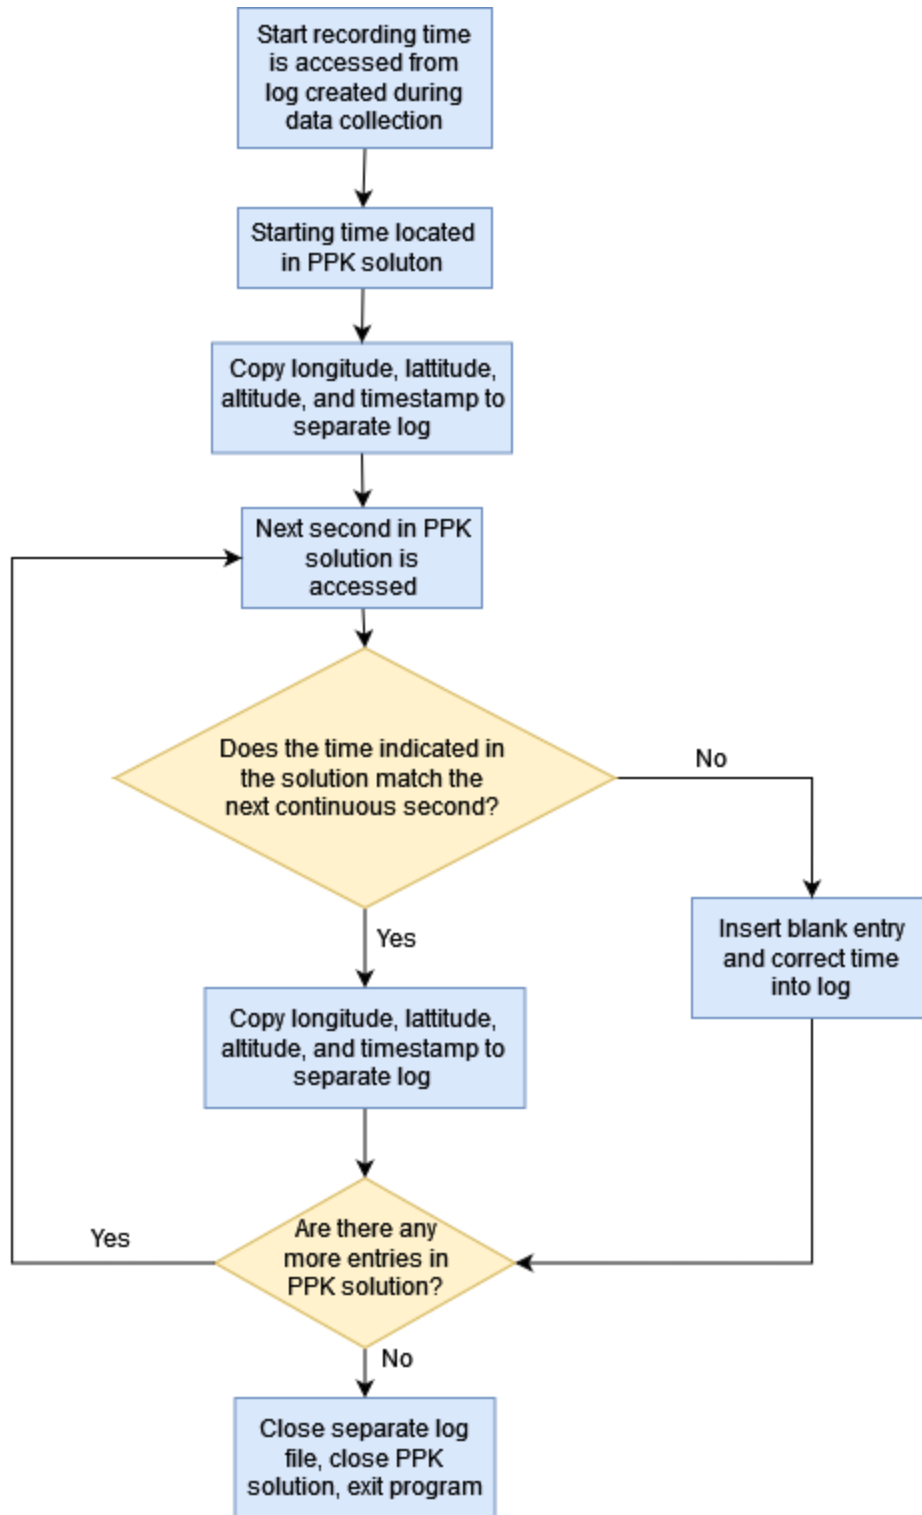 Start recording time
is accessed from
log created during
data collection
Starting time located
in PPK soluton
Copy longitude, lattitude,
altitude, and timestamp to
separate log
Next second in PPK
solution is
accessed
Does the time indicated in
the solution match the
next continuous second?
No
Yes
Insert blank entry
and correct time
into log
Copy longitude, lattitude,
altitude, and timestamp to
separate log
Are there any
more entries in
PPK solution?
Yes
No
Close separate log
file, close PPK
solution, exit program